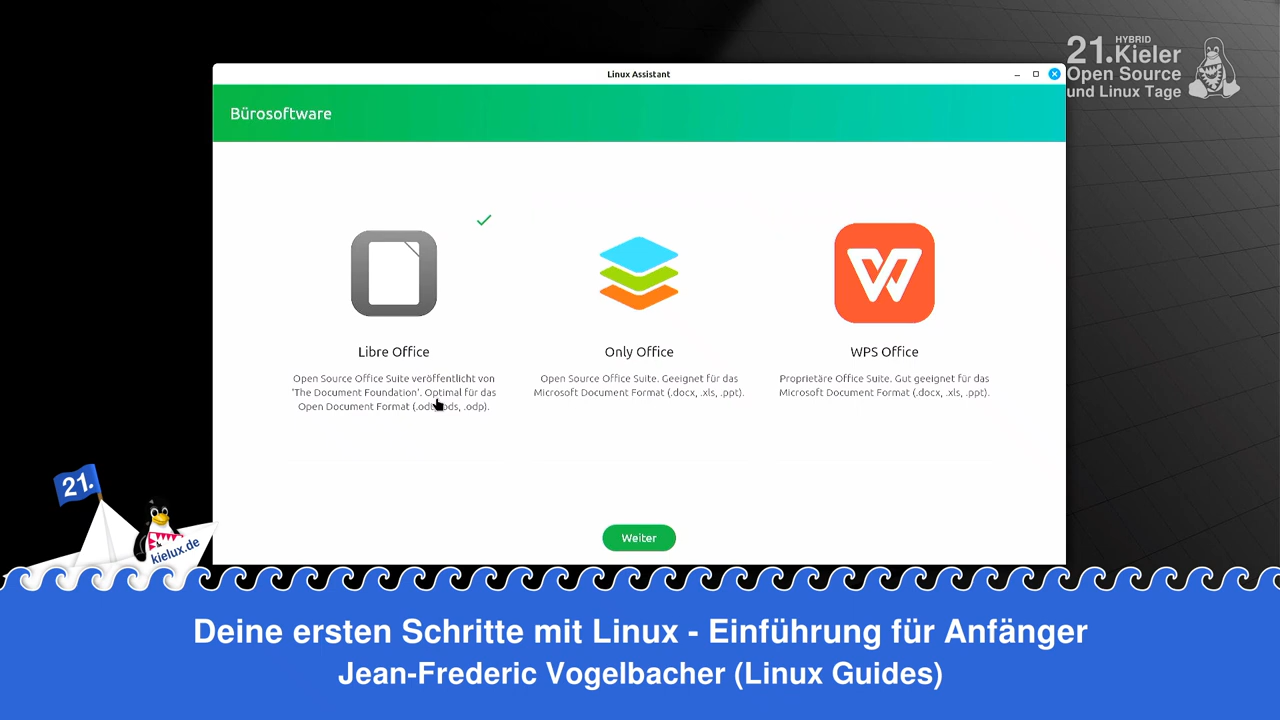 Linux Assistant
HYBRID
21.Kieler
Open Source
und Linux Tage
Bürosoftware
Libre Office
Open Source Office Suite veröffentlicht von
'The Document Foundation'. Optimal für das
Open Document Format (.odt, .ods, .odp).
Only Office
Open Source Office Suite. Geeignet für das
Microsoft Document Format (.docx, .xls, .ppt).
WPS Office
Proprietäre Office Suite. Gut geeignet für das
Microsoft Document Format (.docx, .xls, .ppt).
Weiter
21.
kielux.de
Deine ersten Schritte mit Linux - Einführung für Anfänger
Jean-Frederic Vogelbacher (Linux Guides)